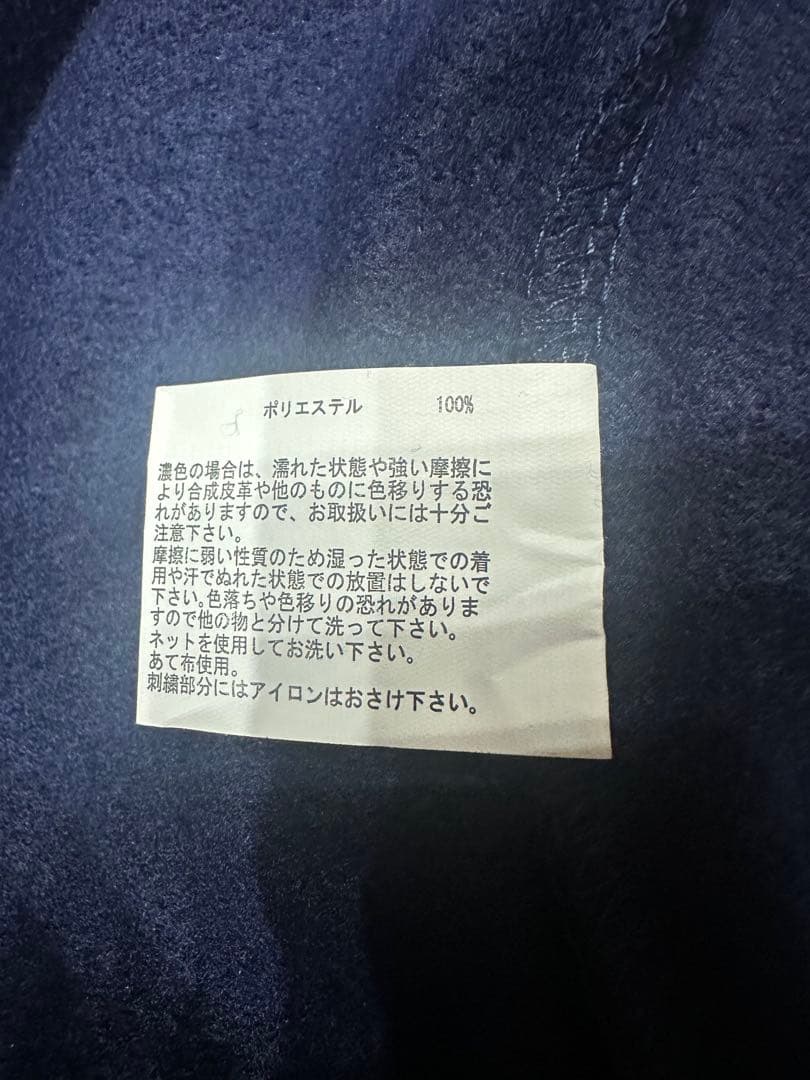 ポリエステル 100%
濃色の場合は、濡れた状態や強い摩擦に
より合成皮革や他のものに色移りする恐
れがありますので、お取扱いには十分ご
注意下さい。
摩擦に弱い性質のため湿った状態での着
用や汗でぬれた状態での放置はしないで
下さい。色落ちや色移りの恐れがありま
すので他の物と分けて洗って下さい。
ネットを使用してお洗い下さい。
あて布使用。
刺繍部分にはアイロンはおさけ下さい。